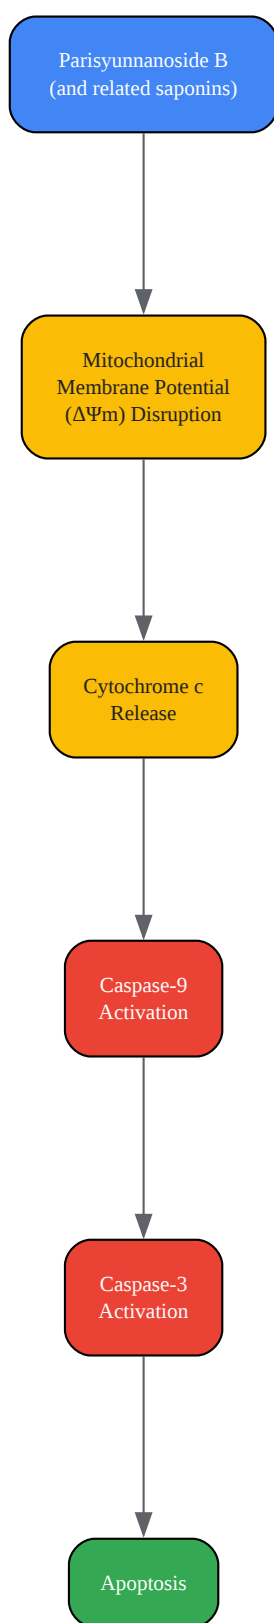 Parisyunnanoside B
(and related saponins)
Mitochondrial
Membrane Potential
(ΔΨm) Disruption
Cytochrome c
Release
Caspase-9
Activation
Caspase-3
Activation
Apoptosis